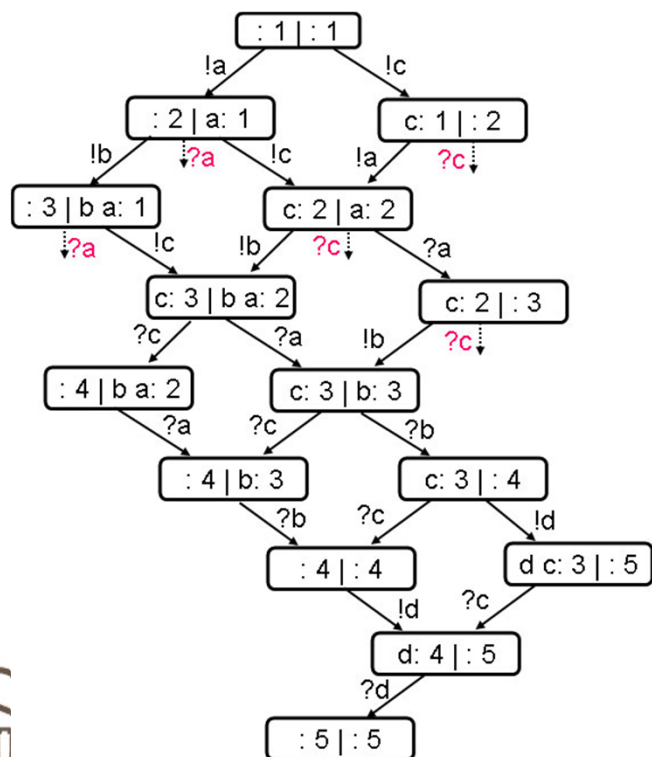 : 1 | : 1
!a !c
: 2 | a: 1 c: 1 | : 2
!b ?a !c !a ?c
: 3 | b a: 1 c: 2 | a: 2
?a !c !b ?c ?a
c: 3 | b a: 2 c: 2 | : 3
?c ?a !b ?c
: 4 | b a: 2 c: 3 | b: 3
?a ?c ?b
: 4 | b: 3 c: 3 | : 4
?b ?c !d
: 4 | : 4 d c: 3 | : 5
!d ?c
d: 4 | : 5
?d
: 5 | : 5